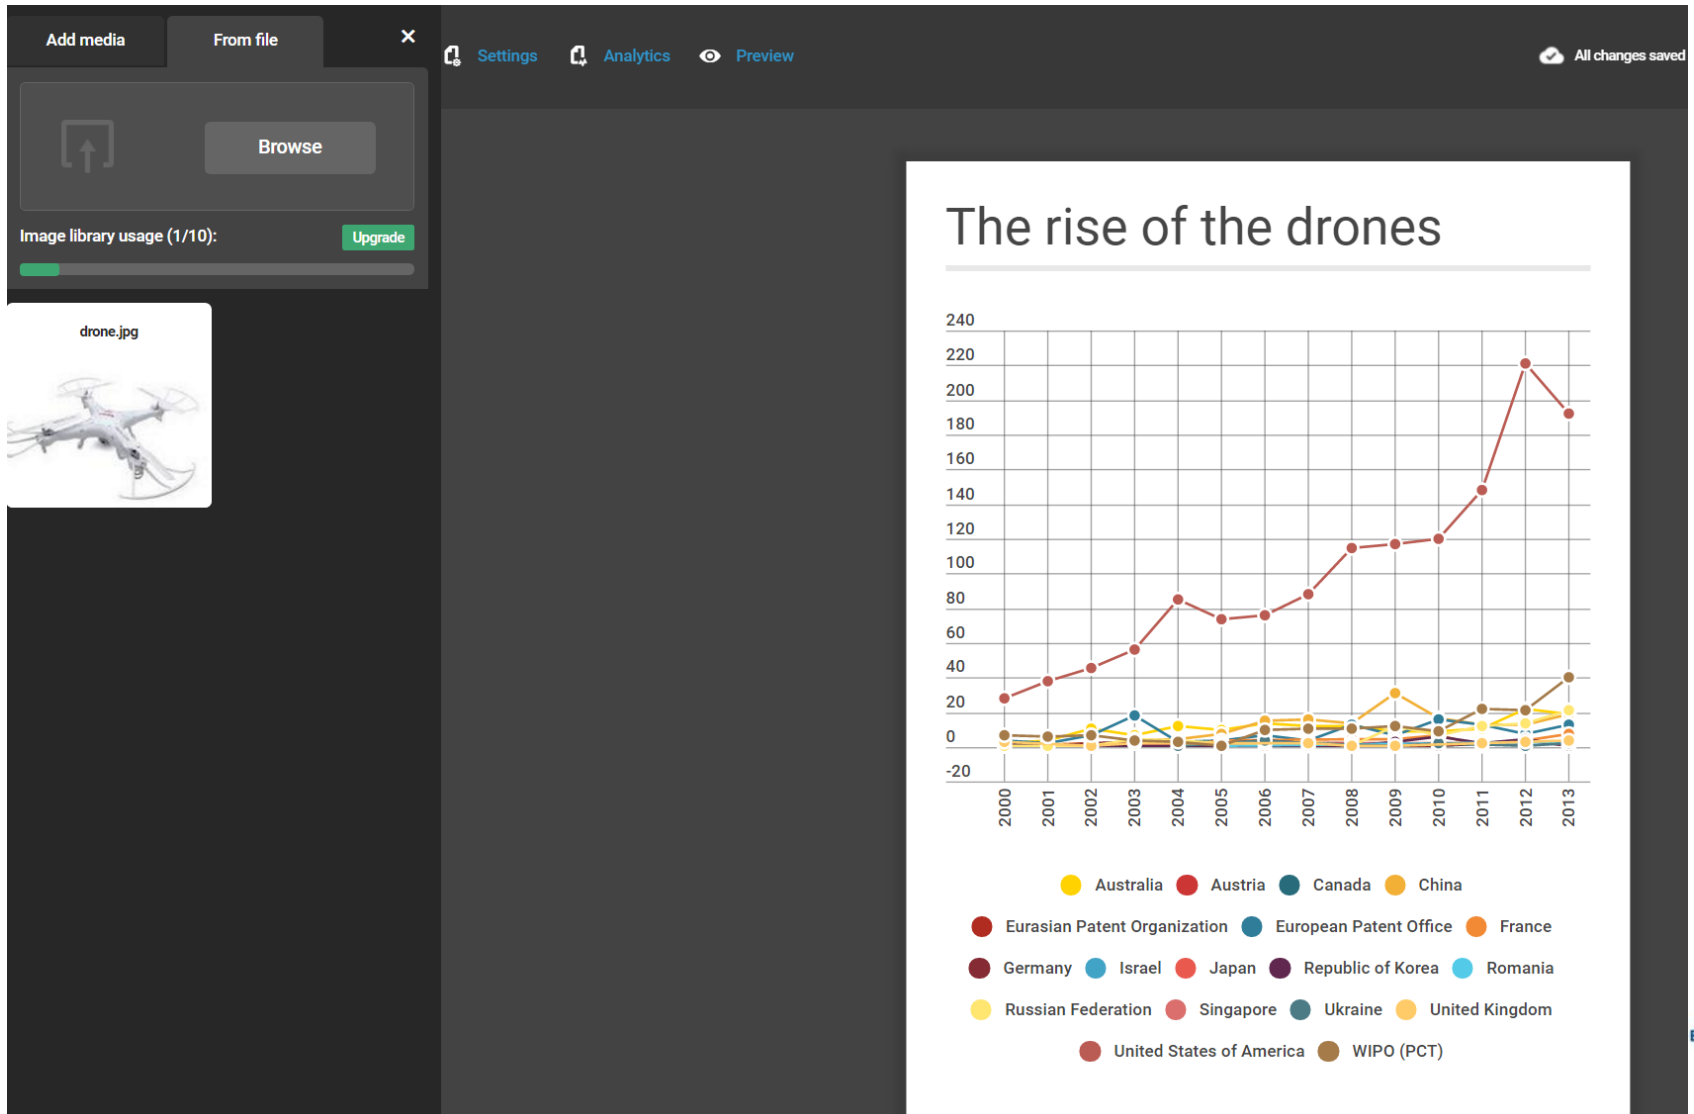 Add media From file ×
Settings Analytics Preview All changes saved
Browse
Image library usage (1/10): Upgrade
drone.jpg
The rise of the drones
240
220
200
180
160
140
120
100
80
60
40
20
0
-20
2000 2001 2002 2003 2004 2005 2006 2007 2008 2009 2010 2011 2012 2013
Australia Austria Canada China
Eurasian Patent Organization European Patent Office France
Germany Israel Japan Republic of Korea Romania
Russian Federation Singapore Ukraine United Kingdom
United States of America WIPO (PCT)